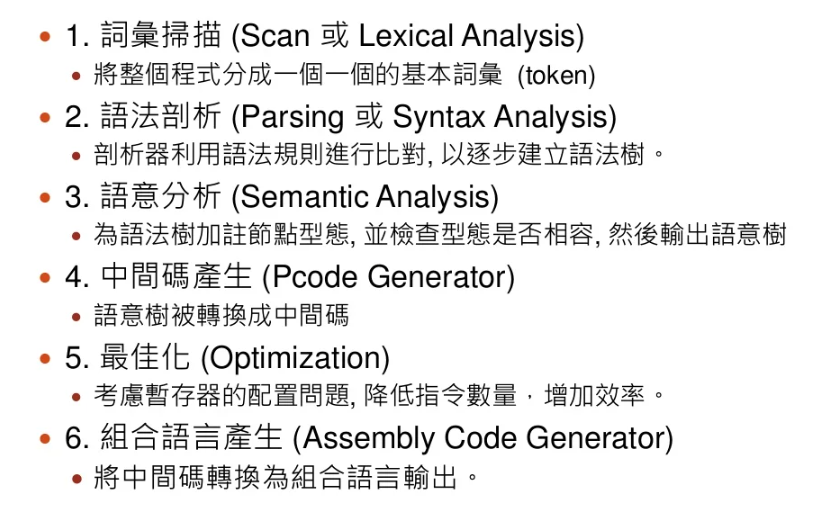 • 1. 詞彙掃描 (Scan 或 Lexical Analysis)
• 將整個程式分成一個一個的基本詞彙 (token)
• 2. 語法剖析 (Parsing 或 Syntax Analysis)
• 剖析器利用語法規則進行比對, 以逐步建立語法樹。
• 3. 語意分析 (Semantic Analysis)
• 為語法樹加註節點型態, 並檢查型態是否相容, 然後輸出語意樹
• 4. 中間碼產生 (Pcode Generator)
• 語意樹被轉換成中間碼
• 5. 最佳化 (Optimization)
• 考慮暫存器的配置問題, 降低指令數量，增加效率。
• 6. 組合語言產生 (Assembly Code Generator)
• 將中間碼轉換為組合語言輸出。